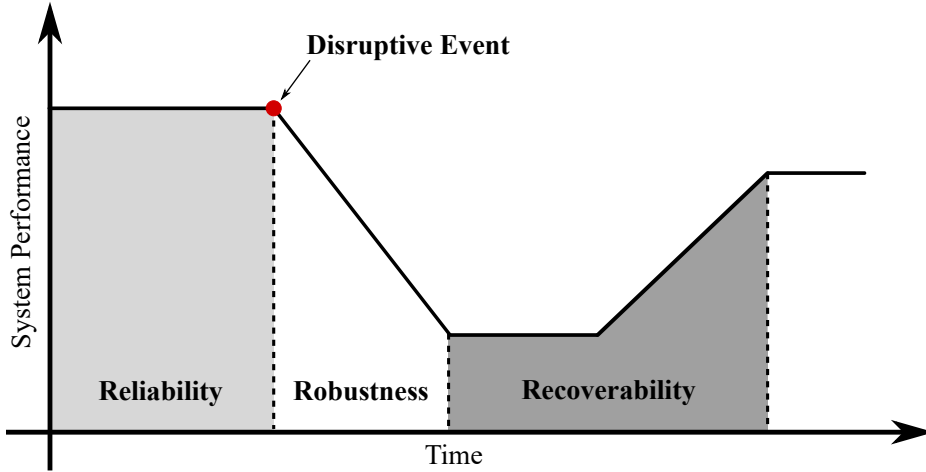 Disruptive Event
System Performance
Reliability
Robustness
Recoverability
Time